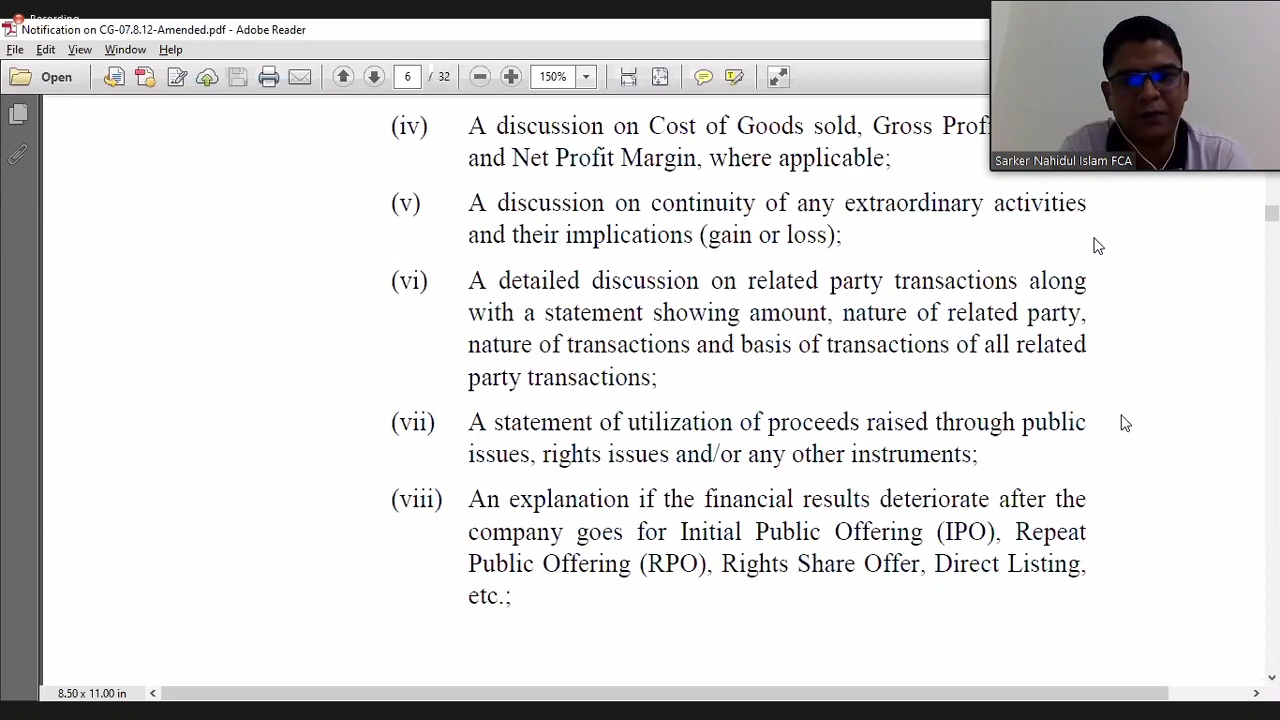 Recording
Notification on CG-07.8.12-Amended.pdf - Adobe Reader
File Edit View Window Help
Open 6 / 32 150%
(iv) A discussion on Cost of Goods sold, Gross
and Net Profit Margin, where applicable;
(v) A discussion on continuity of any extraordinary activities
and their implications (gain or loss);
(vi) A detailed discussion on related party transactions along
with a statement showing amount, nature of related party,
nature of transactions and basis of transactions of all related
party transactions;
(vii) A statement of utilization of proceeds raised through public
issues, rights issues and/or any other instruments;
(viii) An explanation if the financial results deteriorate after the
company goes for Initial Public Offering (IPO), Repeat
Public Offering (RPO), Rights Share Offer, Direct Listing,
etc.;
8.50 x 11.00 in
Sarker Nahidul Islam FCA